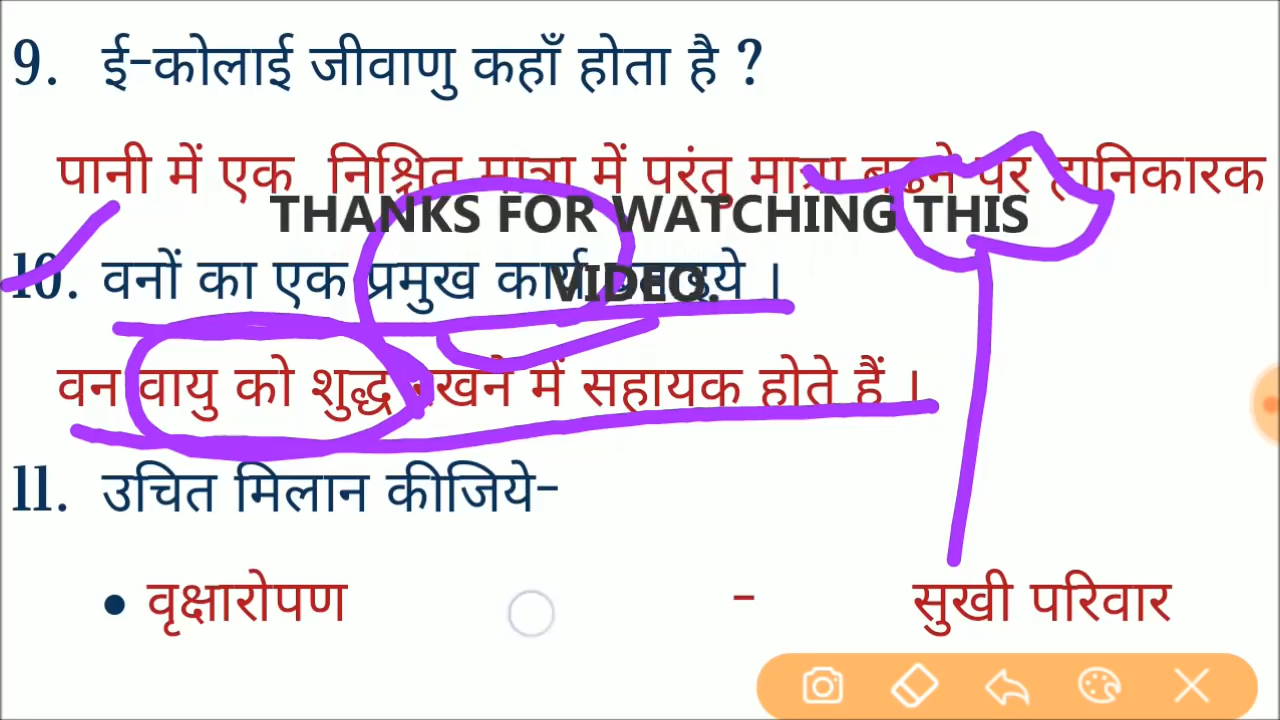 9. ई-कोलाई जीवाणु कहाँ होता है ?
पानी में एक निश्चित मात्रा में परंतु मात्रा बढने पर हानिकारक
THANKS FOR WATCHING THIS
VIDEO.
10. वनों का एक प्रमुख कार्य ।
वन वायु को शुद्ध रखने में सहायक होते हैं ।
11. उचित मिलान कीजिये-
• वृक्षारोपण - सुखी परिवार